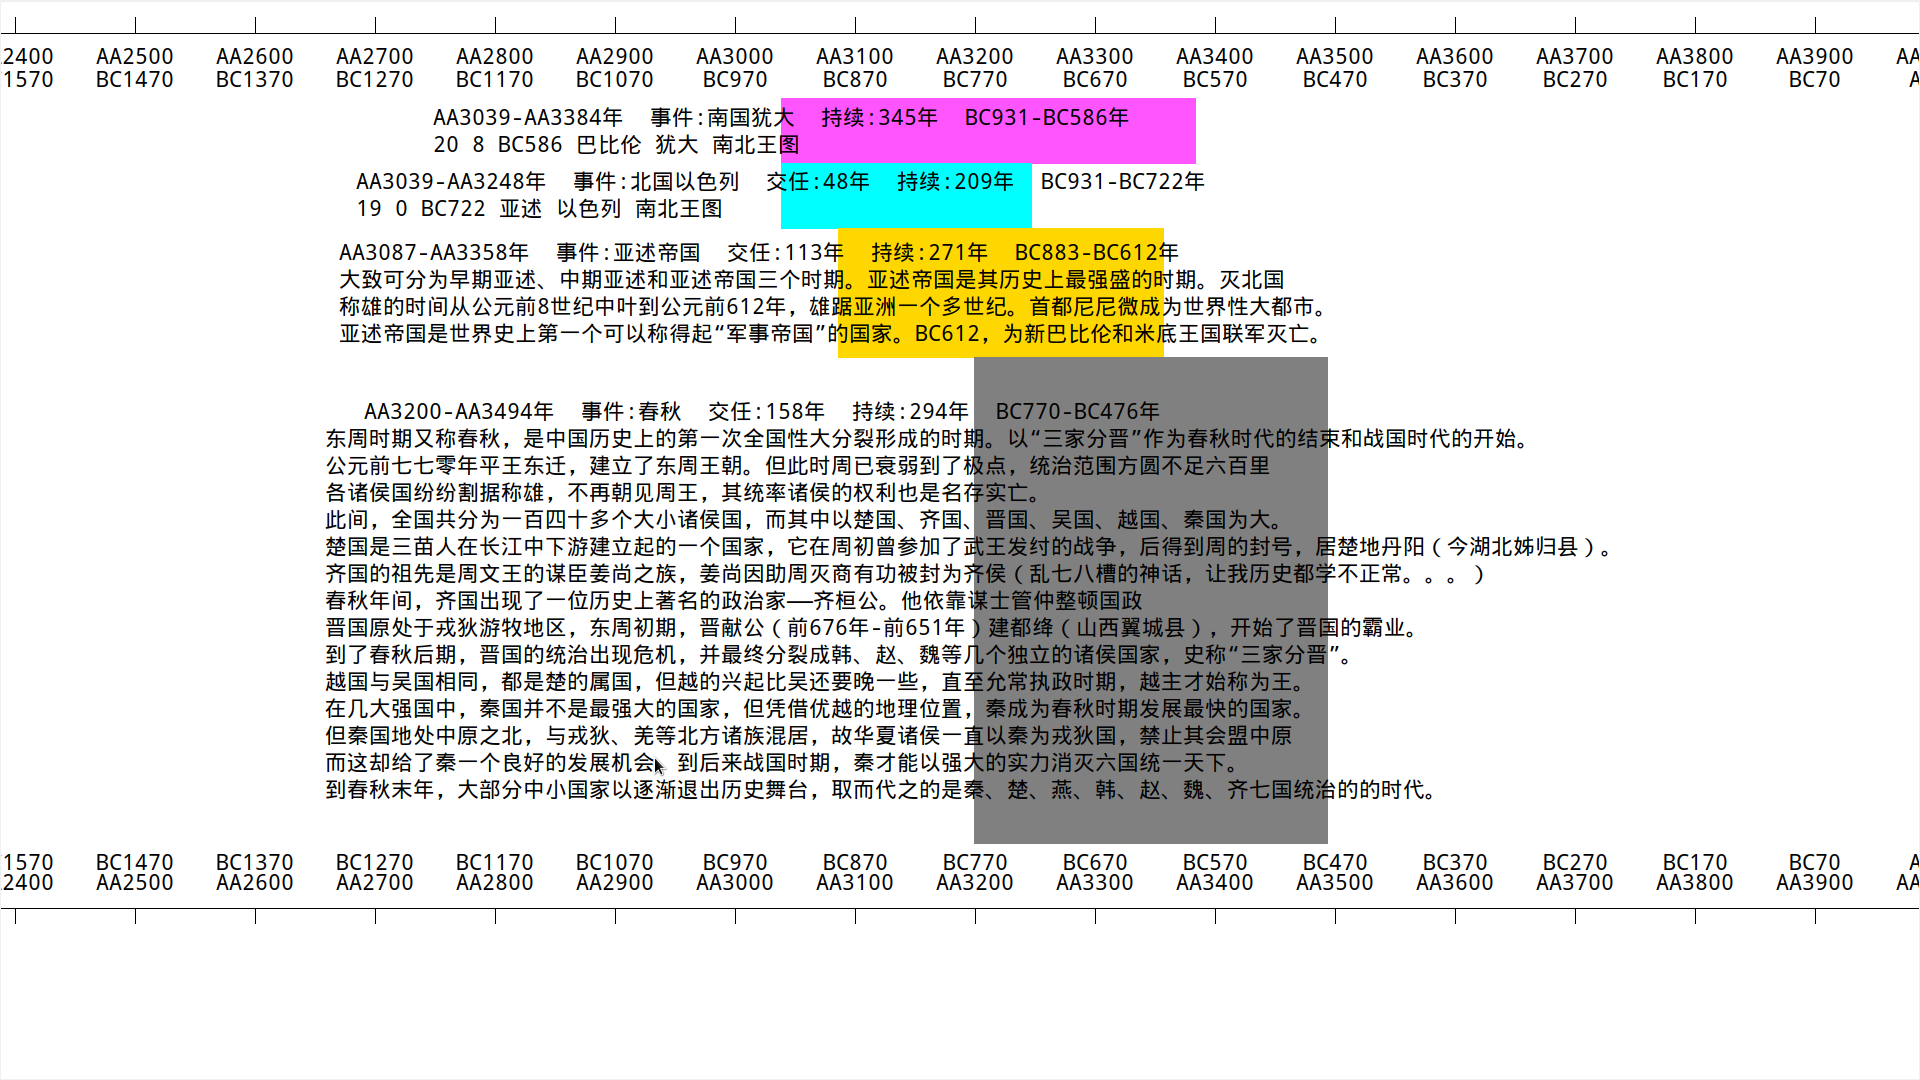 2400 AA2500 AA2600 AA2700 AA2800 AA2900 AA3000 AA3100 AA3200 AA3300 AA3400 AA3500 AA3600 AA3700 AA3800 AA3900 AA
1570 BC1470 BC1370 BC1270 BC1170 BC1070 BC970 BC870 BC770 BC670 BC570 BC470 BC370 BC270 BC170 BC70 A
AA3039-AA3384年 事件:南国犹大 持续:345年 BC931-BC586年
20 8 BC586 巴比伦 犹大 南北王图
AA3039-AA3248年 事件:北国以色列 交任:48年 持续:209年 BC931-BC722年
19 0 BC722 亚述 以色列 南北王图
AA3087-AA3358年 事件:亚述帝国 交任:113年 持续:271年 BC883-BC612年
大致可分为早期亚述、中期亚述和亚述帝国三个时期。亚述帝国是其历史上最强盛的时期。灭北国
称雄的时间从公元前8世纪中叶到公元前612年，雄踞亚洲一个多世纪。首都尼尼微成为世界性大都市。
亚述帝国是世界史上第一个可以称得起“军事帝国”的国家。BC612，为新巴比伦和米底王国联军灭亡。
AA3200-AA3494年 事件:春秋 交任:158年 持续:294年 BC770-BC476年
东周时期又称春秋，是中国历史上的第一次全国性大分裂形成的时期。以“三家分晋”作为春秋时代的结束和战国时代的开始。
公元前七七零年平王东迁，建立了东周王朝。但此时周已衰弱到了极点，统治范围方圆不足六百里
各诸侯国纷纷割据称雄，不再朝见周王，其统率诸侯的权利也是名存实亡。
此间，全国共分为一百四十多个大小诸侯国，而其中以楚国、齐国、晋国、吴国、越国、秦国为大。
楚国是三苗人在长江中下游建立起的一个国家，它在周初曾参加了武王发纣的战争，后得到周的封号，居楚地丹阳（今湖北姊归县）。
齐国的祖先是周文王的谋臣姜尚之族，姜尚因助周灭商有功被封为齐侯（乱七八槽的神话，让我历史都学不正常。。。）
春秋年间，齐国出现了一位历史上著名的政治家——齐桓公。他依靠谋士管仲整顿国政
晋国原处于戎狄游牧地区，东周初期，晋献公（前676年-前651年）建都绛（山西翼城县），开始了晋国的霸业。
到了春秋后期，晋国的统治出现危机，并最终分裂成韩、赵、魏等几个独立的诸侯国家，史称“三家分晋”。
越国与吴国相同，都是楚的属国，但越的兴起比吴还要晚一些，直至允常执政时期，越主才始称为王。
在几大强国中，秦国并不是最强大的国家，但凭借优越的地理位置，秦成为春秋时期发展最快的国家。
但秦国地处中原之北，与戎狄、羌等北方诸族混居，故华夏诸侯一直以秦为戎狄国，禁止其会盟中原
而这却给了秦一个良好的发展机会 到后来战国时期，秦才能以强大的实力消灭六国统一天下。
到春秋末年，大部分中小国家以逐渐退出历史舞台，取而代之的是秦、楚、燕、韩、赵、魏、齐七国统治的的时代。
1570 BC1470 BC1370 BC1270 BC1170 BC1070 BC970 BC870 BC770 BC670 BC570 BC470 BC370 BC270 BC170 BC70 A
2400 AA2500 AA2600 AA2700 AA2800 AA2900 AA3000 AA3100 AA3200 AA3300 AA3400 AA3500 AA3600 AA3700 AA3800 AA3900 AA